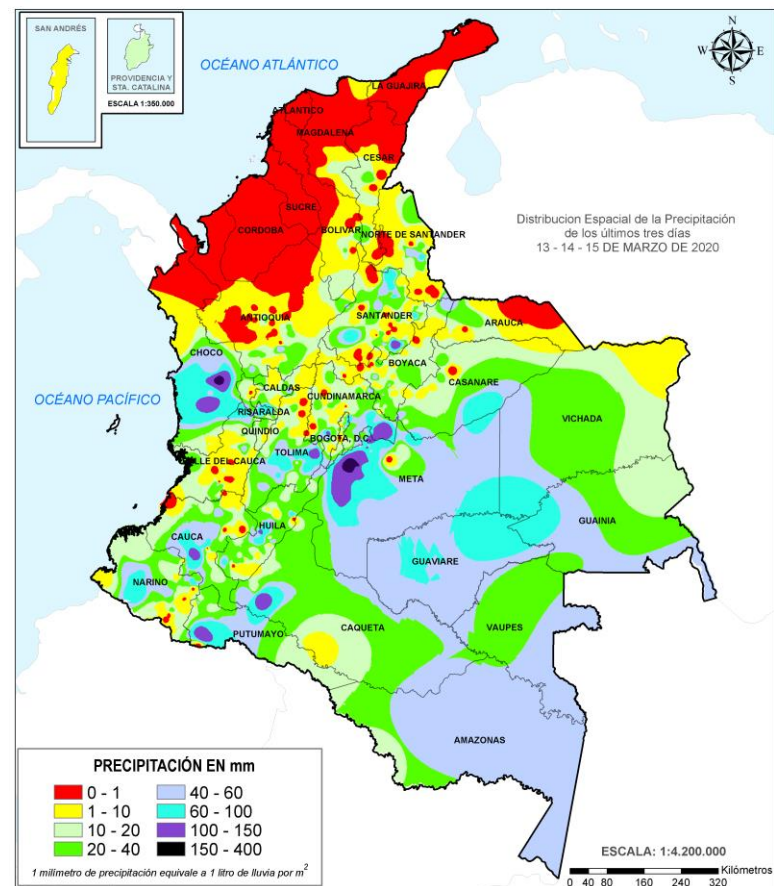 SAN ANDRÉS
PROVIDENCIA Y
STA. CATALINA
ESCALA 1:350.000
OCÉANO ATLÁNTICO
N
W E
S
LA GUAJIRA
ATLANTICO
MAGDALENA
CESAR
SUCRE
CORDOBA
BOLIVAR
NORTE DE SANTANDER
Distribucion Espacial de la Precipitación
de los últimos tres días
13 - 14 - 15 DE MARZO DE 2020
ANTIOQUIA
SANTANDER
ARAUCA
CHOCO
BOYACA
CASANARE
OCÉANO PACÍFICO
CALDAS
CUNDINAMARCA
RISARALDA
VICHADA
QUINDIO
BOGOTA, D.C.
TOLIMA
VALLE DEL CAUCA
META
GUAINIA
HUILA
CAUCA
GUAVIARE
NARINO
CAQUETA
VAUPES
PUTUMAYO
AMAZONAS
PRECIPITACIÓN EN mm
0 - 1 40 - 60
1 - 10 60 - 100
10 - 20 100 - 150
20 - 40 150 - 400
1 milímetro de precipitación equivale a 1 litro de lluvia por m2
ESCALA: 1:4.200.000
Kilómetros
0 40 80 160 240 320